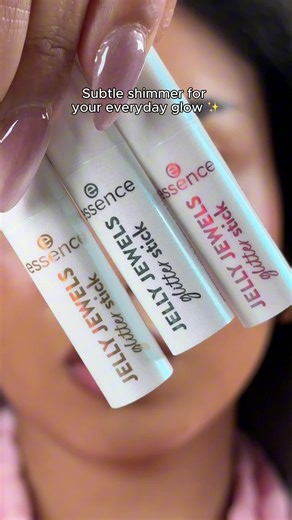 Subtle shimmer for
your everyday glow ✨
essence
JELLY JEWELS
glitter stick
essence
JELLY JEWELS
glitter stick
essence
JELLY JEWELS
glitter stick